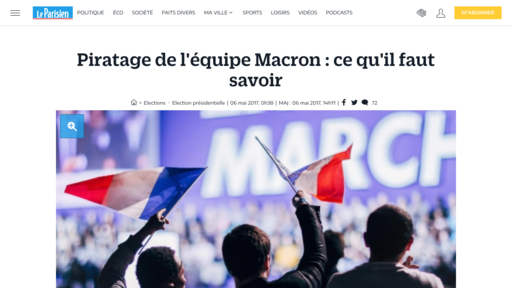 Le Parisien POLITIQUE ÉCO SOCIÉTÉ FAITS DIVERS MA VILLE SPORTS LOISIRS VIDÉOS PODCASTS M'ABONNER
Piratage de l'équipe Macron : ce qu'il faut
savoir
> Elections Election présidentielle | 06 mai 2017, 0h38 | MAJ : 06 mai 2017, 14h11 | 72
MARCH